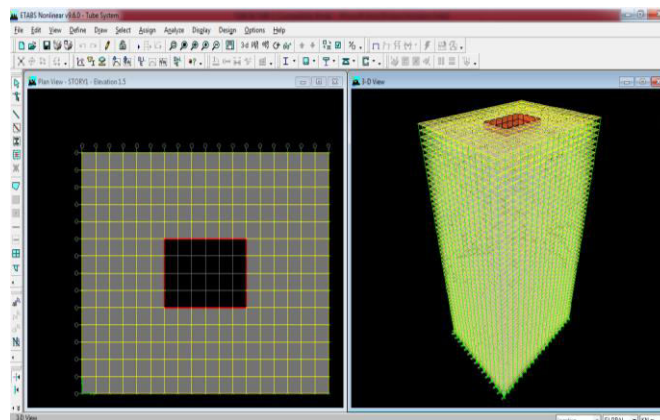 ETABS Nonlinear v9.6.0 - Tube System
File Edit View Define Draw Select Assign Analyze Display Design Options Help
Plan View - STORY1 - Elevation 1.5
3-D View
3-D View
GLOBAL